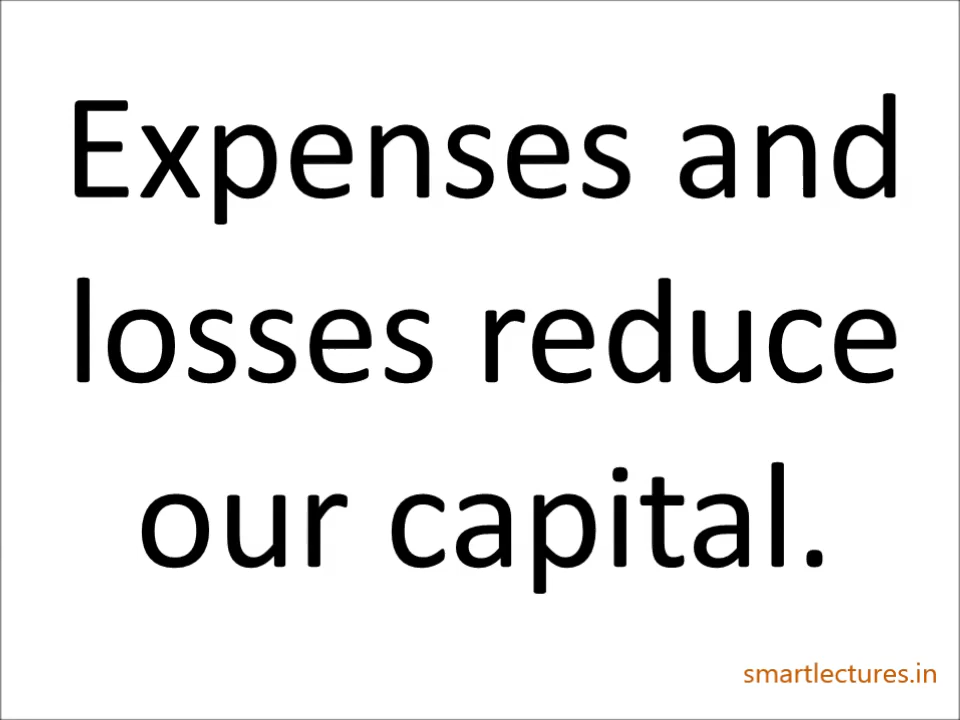 Expenses and
losses reduce
our capital.
smartlectures.in